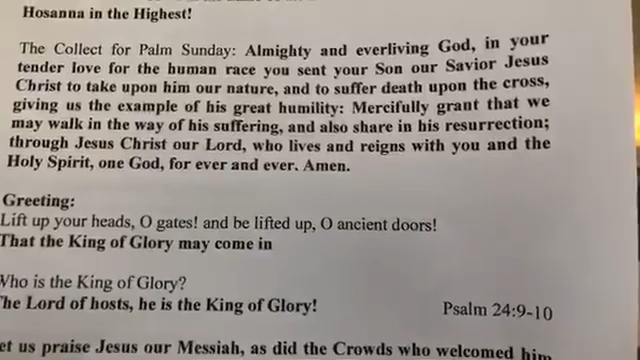 Hosanna in the Highest!
The Collect for Palm Sunday: Almighty and everliving God, in your
tender love for the human race you sent your Son our Savior Jesus
Christ to take upon him our nature, and to suffer death upon the cross,
giving us the example of his great humility: Mercifully grant that we
may walk in the way of his suffering, and also share in his resurrection;
through Jesus Christ our Lord, who lives and reigns with you and the
Holy Spirit, one God, for ever and ever. Amen.
Greeting:
Lift up your heads, O gates! and be lifted up, O ancient doors!
That the King of Glory may come in
Who is the King of Glory?
The Lord of hosts, he is the King of Glory! Psalm 24:9-10
et us praise Jesus our Messiah, as did the Crowds who welcomed him